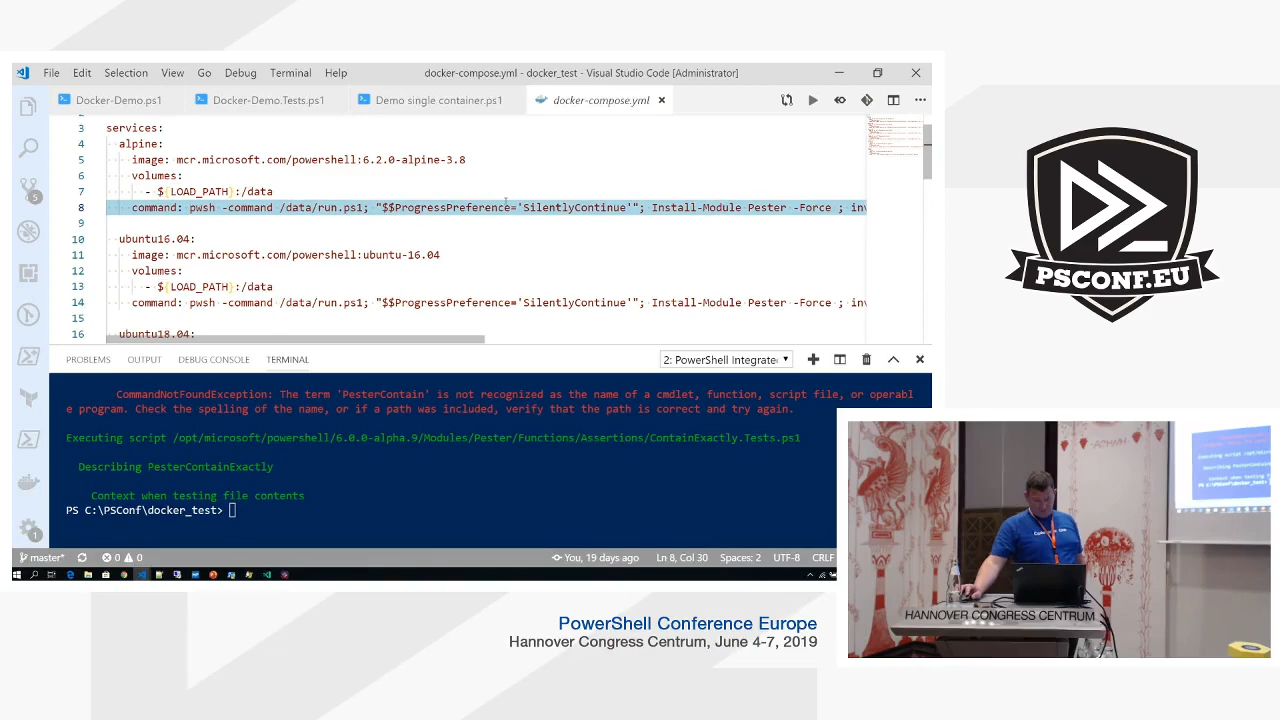 File Edit Selection View Go Debug Terminal Help docker-compose.yml - docker_test - Visual Studio Code [Administrator]
Docker-Demo.ps1 Docker-Demo.Tests.ps1 Demo single container.ps1 docker-compose.yml
3 services:
4 alpine:
5 image: mcr.microsoft.com/powershell:6.2.0-alpine-3.8
6 volumes:
7 - ${LOAD_PATH}:/data
8 command: pwsh -command /data/run.ps1; "$$ProgressPreference='SilentlyContinue'"; Install-Module Pester -Force ; inv
9
10 ubuntu16.04:
11 image: mcr.microsoft.com/powershell:ubuntu-16.04
12 volumes:
13 - ${LOAD_PATH}:/data
14 command: pwsh -command /data/run.ps1; "$$ProgressPreference='SilentlyContinue'"; Install-Module Pester -Force ; inv
15
16 ubuntu18.04:
PROBLEMS OUTPUT DEBUG CONSOLE TERMINAL 2: PowerShell Integrate
CommandNotFoundException: The term 'PesterContain' is not recognized as the name of a cmdlet, function, script file, or operabl
e program. Check the spelling of the name, or if a path was included, verify that the path is correct and try again.
Executing script /opt/microsoft/powershell/6.0.0-alpha.9/Modules/Pester/Functions/Assertions/ContainExactly.Tests.ps1
Describing PesterContainExactly
Context when testing file contents
PS C:\PSConf\docker_test>
master* 0 0 You, 19 days ago Ln 8, Col 30 Spaces: 2 UTF-8 CRLF
PSCONF.EU
HANNOVER CONGRESS CENTRUM
PowerShell Conference Europe
Hannover Congress Centrum, June 4-7, 2019